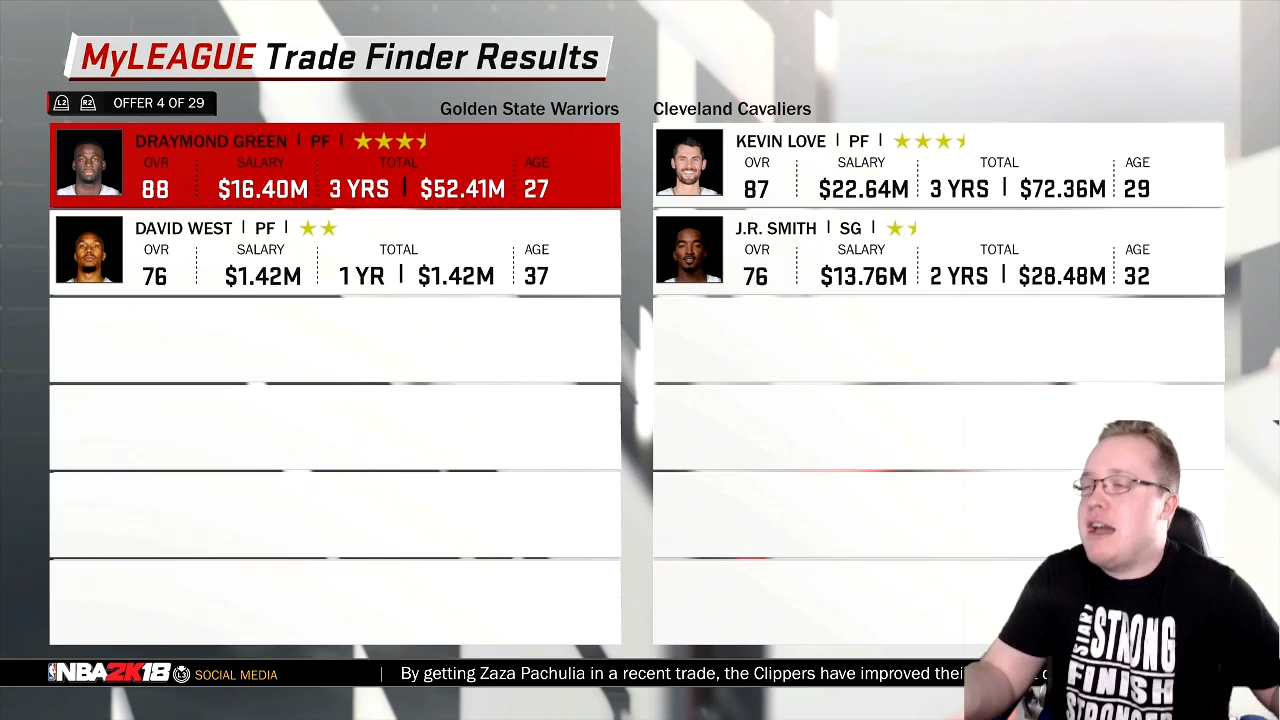 MyLEAGUE Trade Finder Results
L2 R2 OFFER 4 OF 29
Golden State Warriors
Cleveland Cavaliers
DRAYMOND GREEN | PF |
OVR SALARY TOTAL AGE
88 $16.40M 3 YRS | $52.41M 27
DAVID WEST | PF |
OVR SALARY TOTAL AGE
76 $1.42M 1 YR | $1.42M 37
KEVIN LOVE | PF |
OVR SALARY TOTAL AGE
87 $22.64M 3 YRS | $72.36M 29
J.R. SMITH | SG |
OVR SALARY TOTAL AGE
76 $13.76M 2 YRS | $28.48M 32
NBA2K18 SOCIAL MEDIA | By getting Zaza Pachulia in a recent trade, the Clippers have improved thei
START
STRONG
FINISH
STRONGER